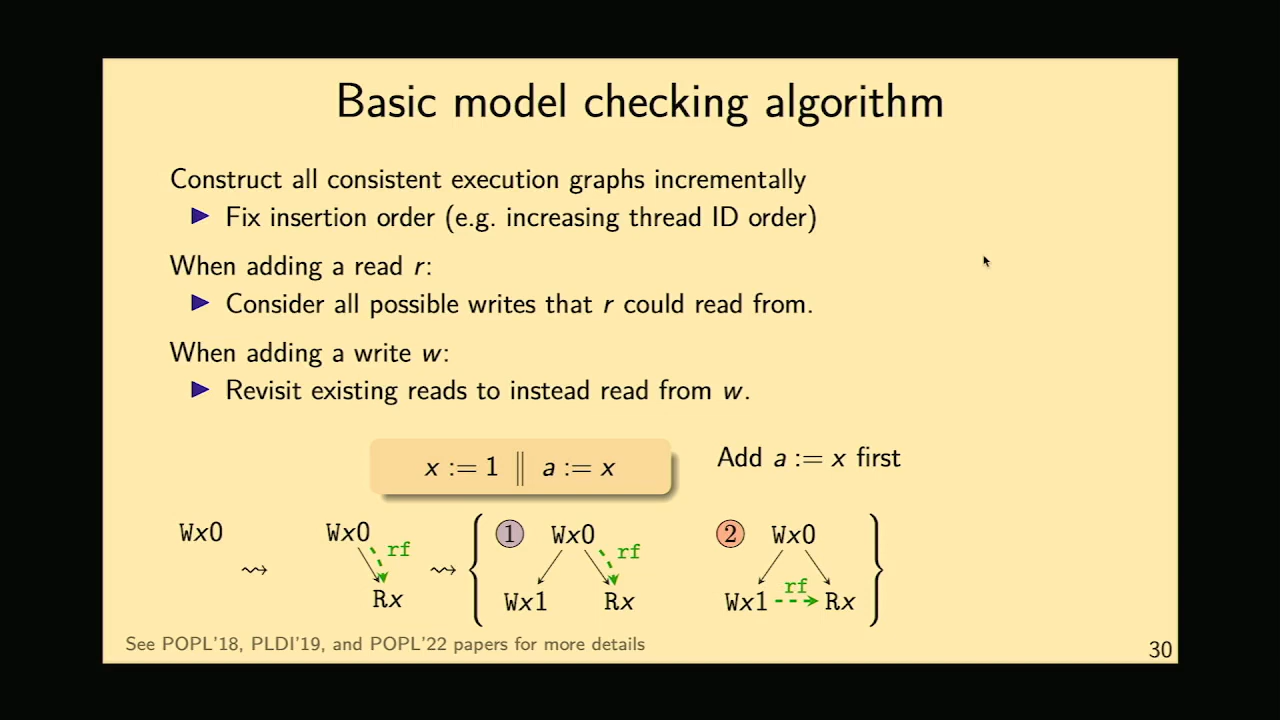 Basic model checking algorithm
Construct all consistent execution graphs incrementally
▶ Fix insertion order (e.g. increasing thread ID order)
When adding a read r:
▶ Consider all possible writes that r could read from.
When adding a write w:
▶ Revisit existing reads to instead read from w.
x := 1 ‖ a := x
Add a := x first
Wx0 ⇝ Wx0 rf Rx ⇝ { ① Wx0 rf Wx1 Rx ② Wx0 Wx1 rf Rx }
See POPL'18, PLDI'19, and POPL'22 papers for more details
30